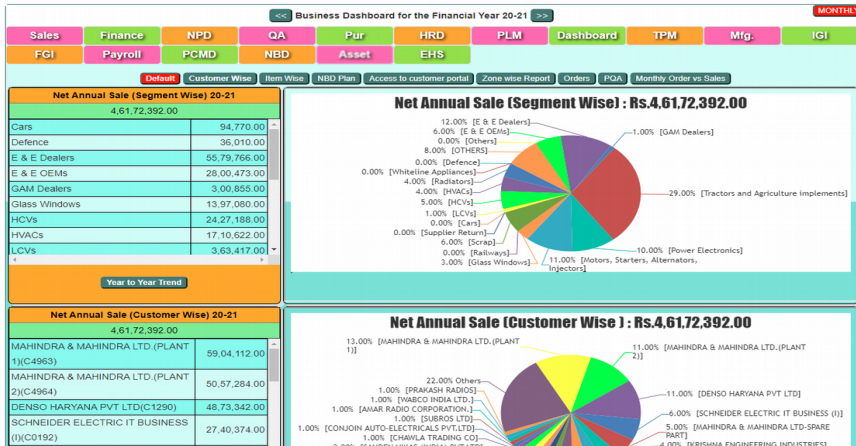 << Business Dashboard for the Financial Year 20-21 >>
MONTHLY
Sales Finance NPD QA Pur HRD PLM Dashboard TPM Mfg. IGI
FGI Payroll PCMD NBD Asset EHS
Default Customer Wise Item Wise NBD Plan Access to customer portal Zone wise Report Orders PQA Monthly Order vs Sales
Net Annual Sale (Segment Wise) 20-21
4,61,72,392.00
Cars 94,770.00
Defence 36,010.00
E & E Dealers 55,79,766.00
E & E OEMs 28,00,473.00
GAM Dealers 3,00,855.00
Glass Windows 13,97,080.00
HCVs 24,27,188.00
HVACs 17,10,622.00
LCVs 3,63,417.00
Year to Year Trend
Net Annual Sale (Segment Wise) : Rs.4,61,72,392.00
12.00% [E & E Dealers]
6.00% [E & E OEMs]
0.00% [Others]
8.00% [OTHERS]
0.00% [Defence]
0.00% [Whiteline Appliances]
4.00% [Radiators]
4.00% [HVACs]
5.00% [HCVs]
1.00% [LCVs]
0.00% [Cars]
0.00% [Supplier Return]
6.00% [Scrap]
0.00% [Railways]
3.00% [Glass Windows]
1.00% [GAM Dealers]
29.00% [Tractors and Agriculture implements]
10.00% [Power Electronics]
11.00% [Motors, Starters, Alternators,
Injectors]
Net Annual Sale (Customer Wise) 20-21
4,61,72,392.00
MAHINDRA & MAHINDRA LTD.(PLANT
1)(C4963) 59,04,112.00
MAHINDRA & MAHINDRA LTD.(PLANT
2)(C4964) 50,57,284.00
DENSO HARYANA PVT LTD(C1290) 48,73,342.00
SCHNEIDER ELECTRIC IT BUSINESS
(I)(C0192) 27,40,374.00
Net Annual Sale (Customer Wise ) : Rs.4,61,72,392.00
13.00% [MAHINDRA & MAHINDRA LTD.(PLANT
1)]
22.00% Others
1.00% [PRAKASH RADIOS]
1.00% [WABCO INDIA LTD.]
1.00% [AMAR RADIO CORPORATION.]
1.00% [SUBROS LTD]
1.00% [CONJOIN AUTO-ELECTRICALS PVT.LTD]
1.00% [CHAWLA TRADING CO]
11.00% [MAHINDRA & MAHINDRA LTD.(PLANT
2)]
11.00% [DENSO HARYANA PVT LTD]
6.00% [SCHNEIDER ELECTRIC IT BUSINESS (I)]
5.00% [MAHINDRA & MAHINDRA LTD-SPARE
PART]
4.00% [KRISHNA ENGINEERING INDUSTRIES]